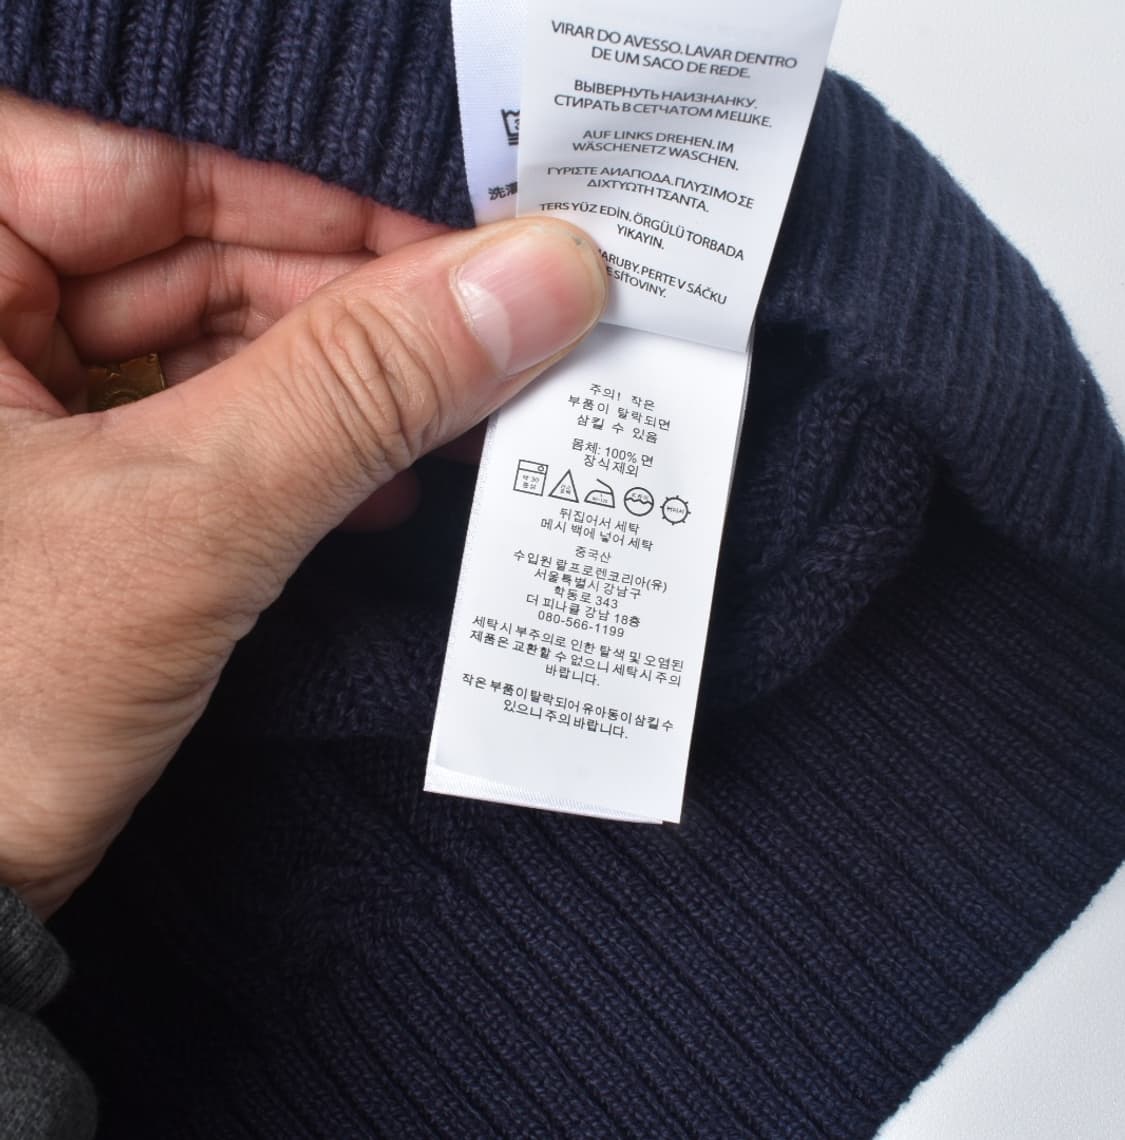 VIRAR DO AVESSO. LAVAR DENTRO
DE UM SACO DE REDE.
ВЫВЕРНУТЬ НАИЗНАНКУ.
СТИРАТЬ В СЕТЧАТОМ МЕШКЕ.
AUF LINKS DREHEN. IM
WÄSCHENETZ WASCHEN.
ΓΥΡΙΣΤΕ ΑΝΑΠΟΔΑ. ΠΛΥΣΙΜΟ ΣΕ
ΔΙΧΤΥΩΤΗ ΤΣΑΝΤΑ.
TERS YÜZ EDİN. ÖRGÜLÜ TORBADA
YIKAYIN.
ARUBY. PERTE V SÁČKU
SÍŤOVINY.
주의! 작은
부품이 탈락되면
삼킬 수 있음
몸체: 100% 면
장식제외
약 30
중성
뒤집어서 세탁
메시 백에 넣어 세탁
중국산
수입원 랄프로렌코리아(유)
서울특별시 강남구
학동로 343
더 피나클 강남 18층
080-566-1199
세탁시 부주의로 인한 탈색 및 오염된
제품은 교환할 수 없으니 세탁시 주의
바랍니다.
작은 부품이 탈락되어 유아동이 삼킬 수
있으니 주의 바랍니다.